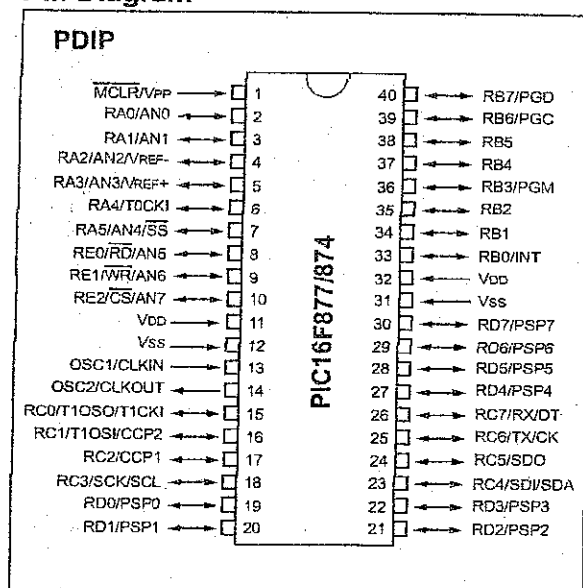 PDIP
MCLR/VPP 1
RA0/AN0 2
RA1/AN1 3
RA2/AN2/VREF- 4
RA3/AN3/VREF+ 5
RA4/T0CKI 6
RA5/AN4/SS 7
RE0/RD/AN5 8
RE1/WR/AN6 9
RE2/CS/AN7 10
VDD 11
VSS 12
OSC1/CLKIN 13
OSC2/CLKOUT 14
RC0/T1OSO/T1CKI 15
RC1/T1OSI/CCP2 16
RC2/CCP1 17
RC3/SCK/SCL 18
RD0/PSP0 19
RD1/PSP1 20
PIC16F877/874
40 RB7/PGD
39 RB6/PGC
38 RB5
37 RB4
36 RB3/PGM
35 RB2
34 RB1
33 RB0/INT
32 VDD
31 VSS
30 RD7/PSP7
29 RD6/PSP6
28 RD5/PSP5
27 RD4/PSP4
26 RC7/RX/DT
25 RC6/TX/CK
24 RC5/SDO
23 RC4/SDI/SDA
22 RD3/PSP3
21 RD2/PSP2